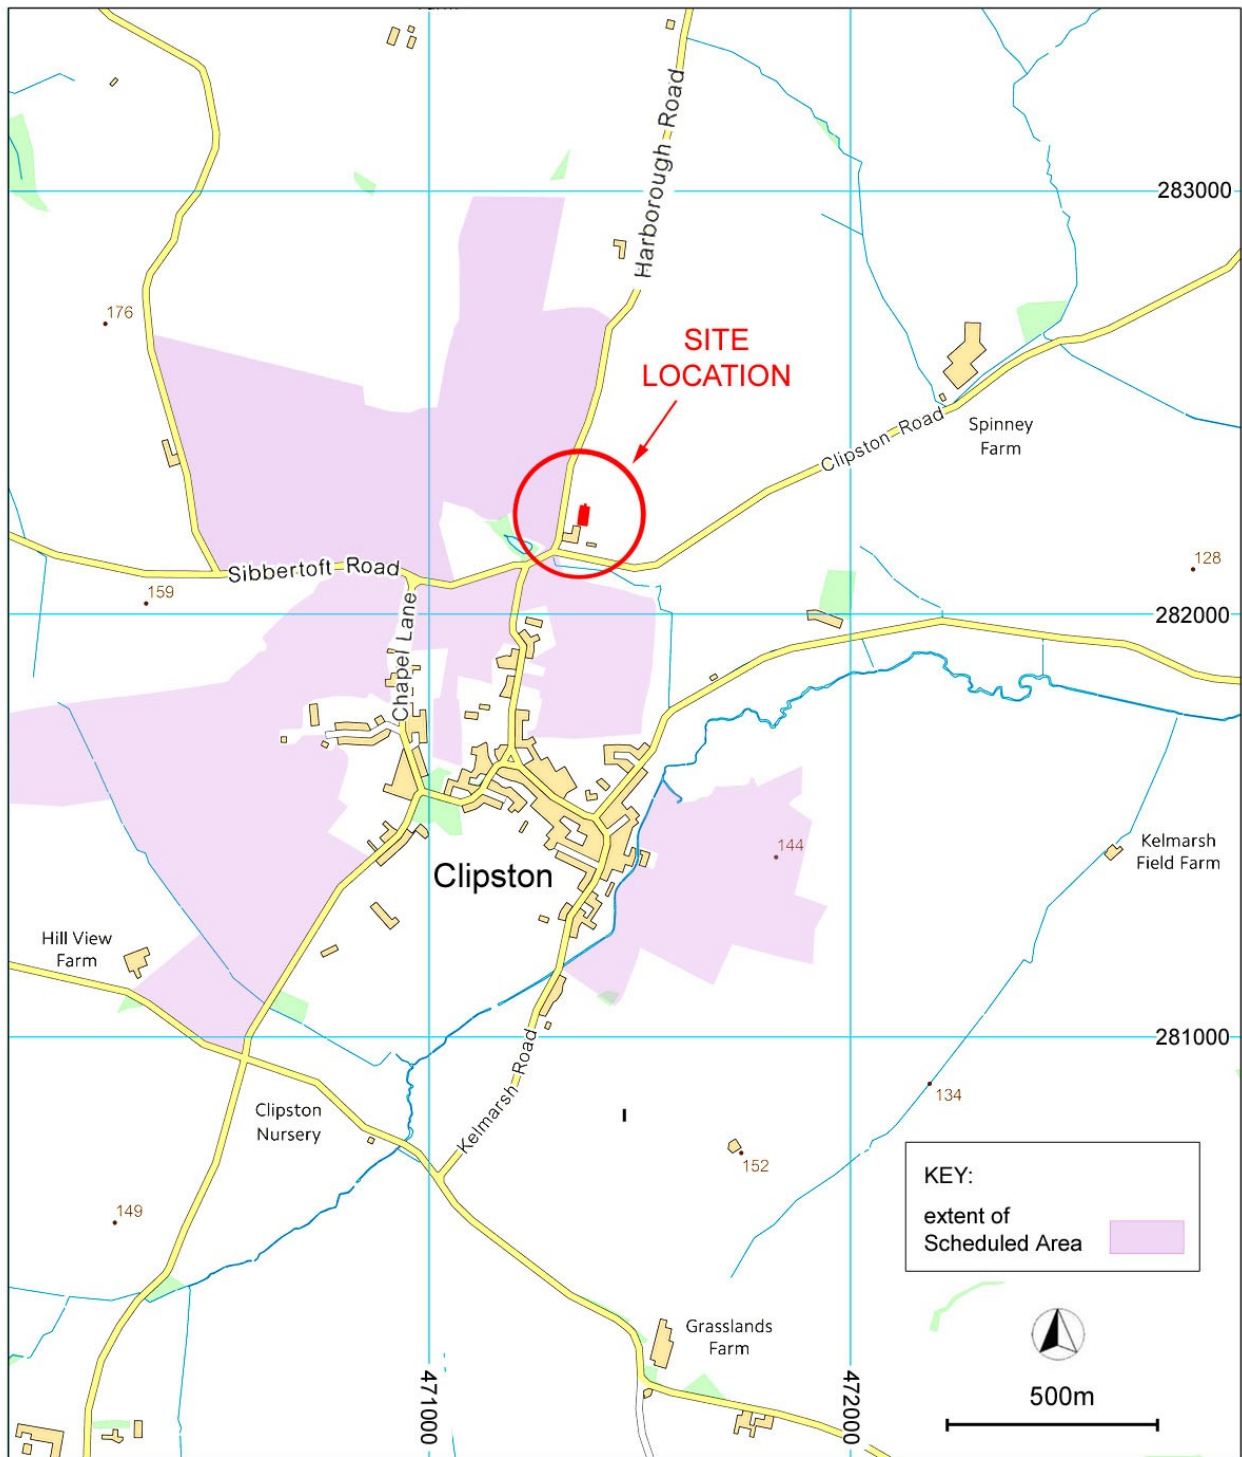 Harborough Road
283000
176
SITE
LOCATION
Clipston Road
Spinney
Farm
128
Sibbertoft Road
159
Chapel Lane
282000
144
Kelmarsh
Field Farm
Clipston
Hill View
Farm
281000
Kelmarsh Road
134
Clipston
Nursery
152
KEY:
extent of
Scheduled Area
149
Grasslands
Farm
471000
472000
500m